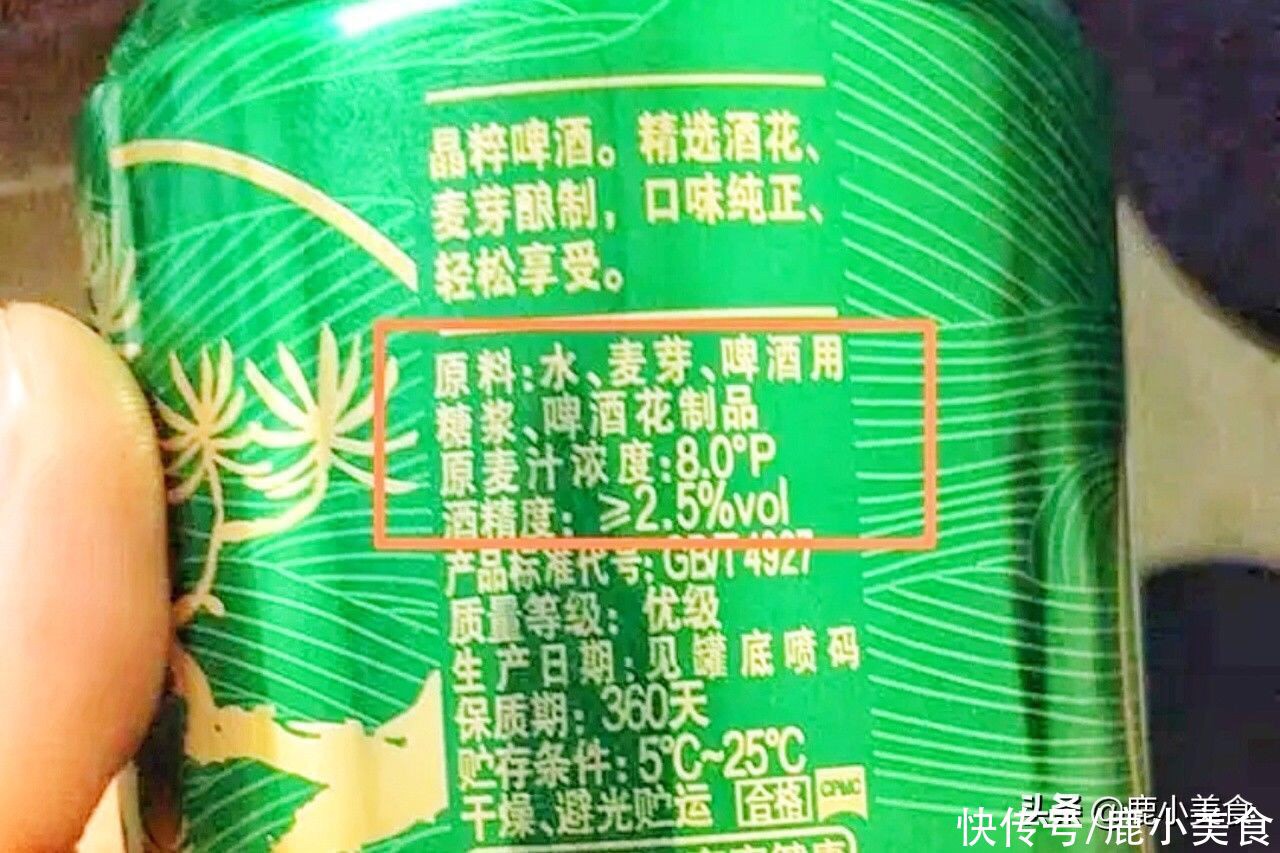 晶粹啤酒。精选酒花、
麦芽酿制，口味纯正、
轻松享受。
原料:水、麦芽、啤酒用
糖浆、啤酒花制品
原麦汁浓度:8.0°P
酒精度: ≥2.5%vol
产品标准代号: GB/T 4927
质量等级: 优级
生产日期:见罐底喷码
保质期: 360天
贮存条件: 5℃~25℃
干燥、避光贮运 合格 CPMC
头条 @鹿小美食
快传号/鹿小美食